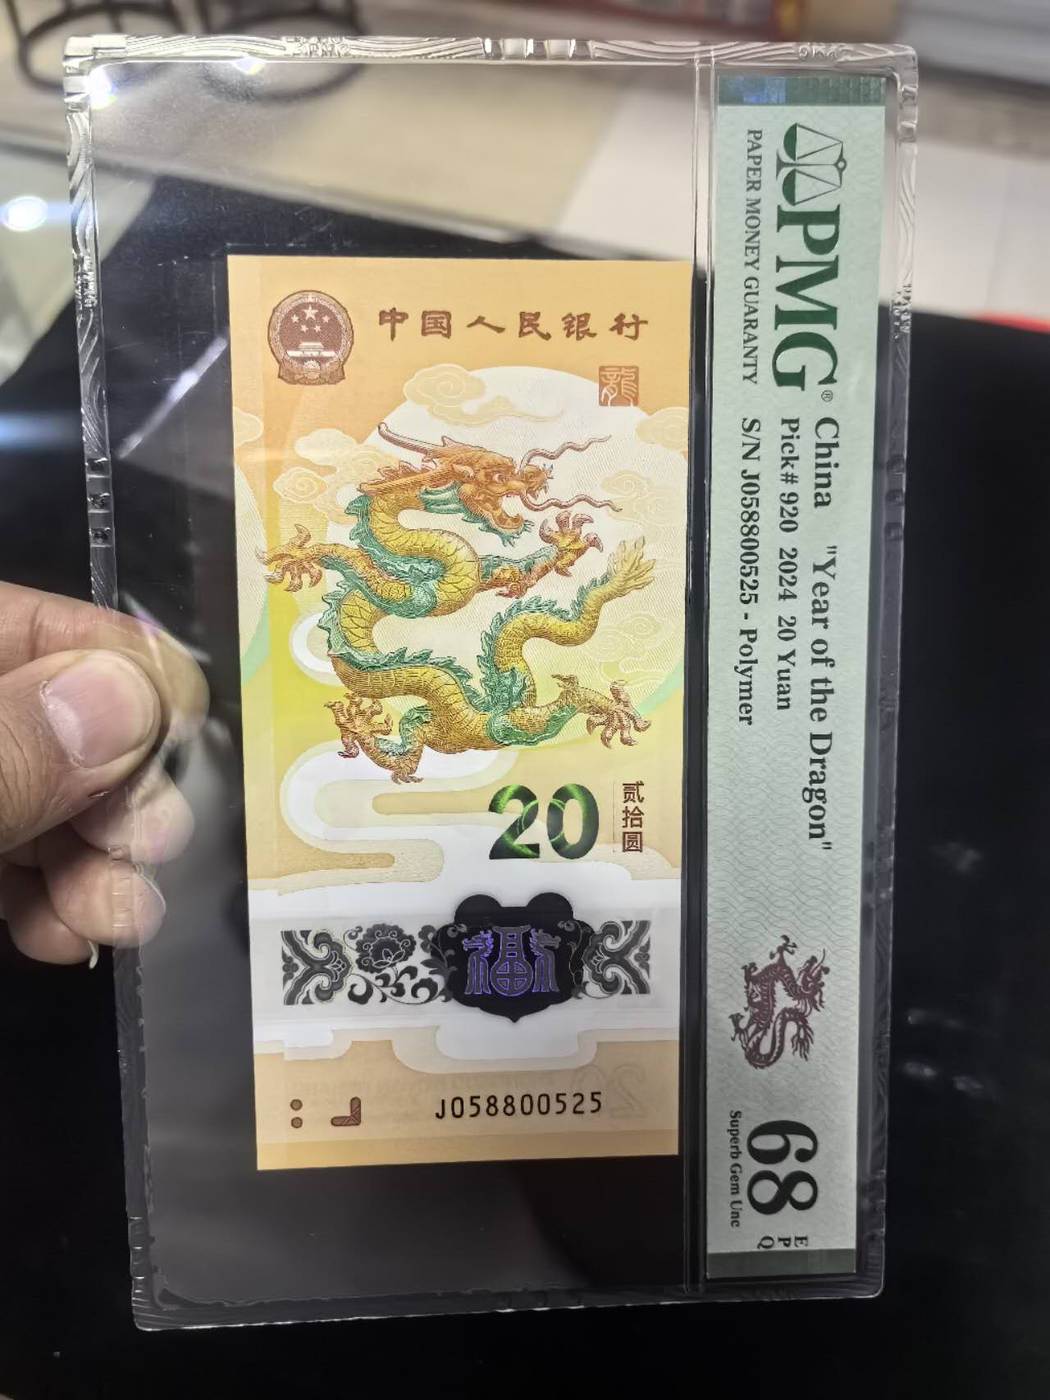 中国人民银行
龍
20
贰拾圆
福
J058800525
PMG®
PAPER MONEY GUARANTY
China "Year of the Dragon"
Pick# 920 2024 20 Yuan
S/N J058800525 - Polymer
68 EPQ
Superb Gem Unc